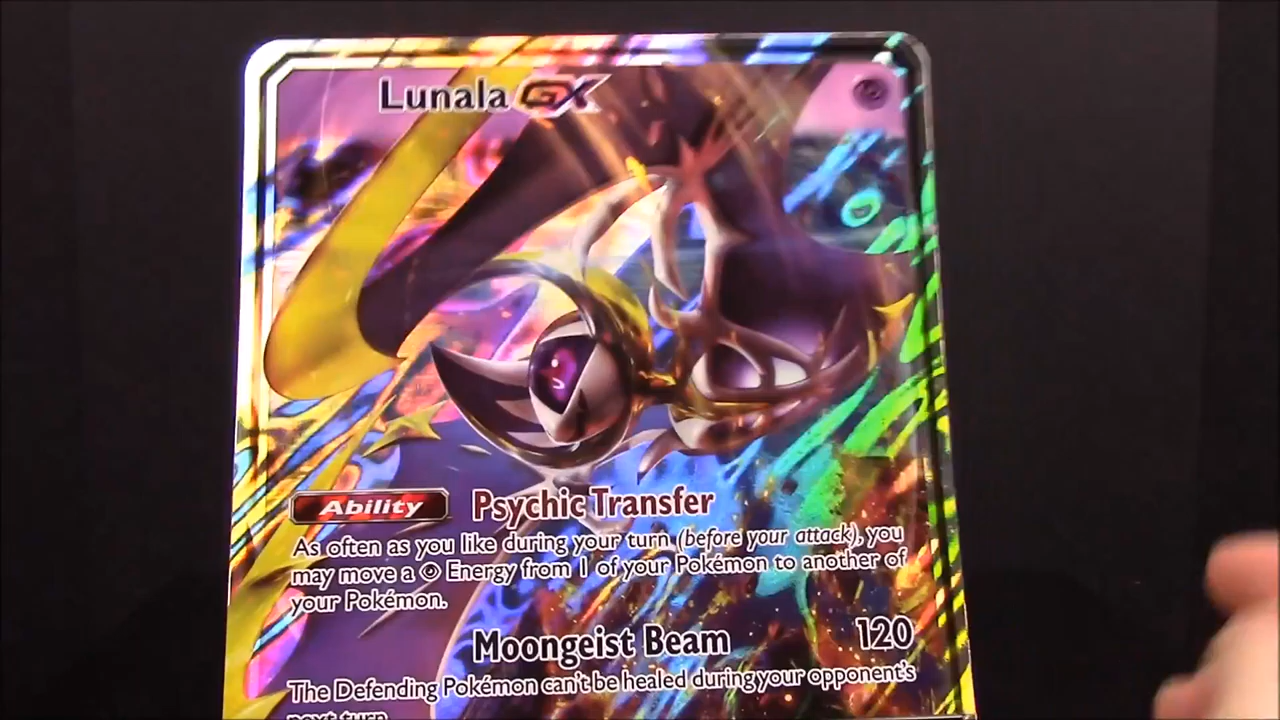 Lunala GX
Ability Psychic Transfer
As often as you like during your turn (before your attack), you
may move a Energy from 1 of your Pokémon to another of
your Pokémon.
Moongeist Beam 120
The Defending Pokémon can't be healed during your opponent's
next turn.